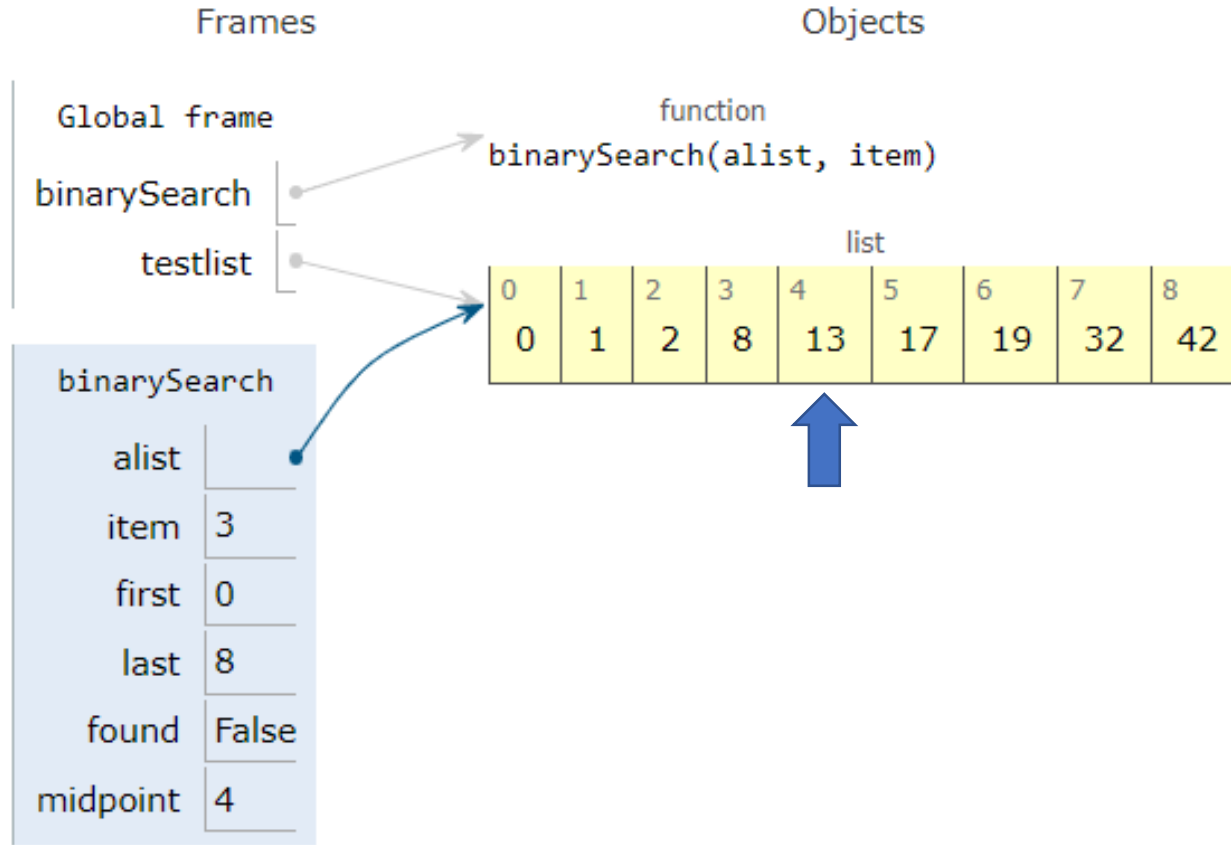 Frames Objects
Global frame
function
binarySearch(alist, item)
binarySearch
testlist
list
0 1 2 3 4 5 6 7 8
0 1 2 8 13 17 19 32 42
binarySearch
alist
item 3
first 0
last 8
found False
midpoint 4